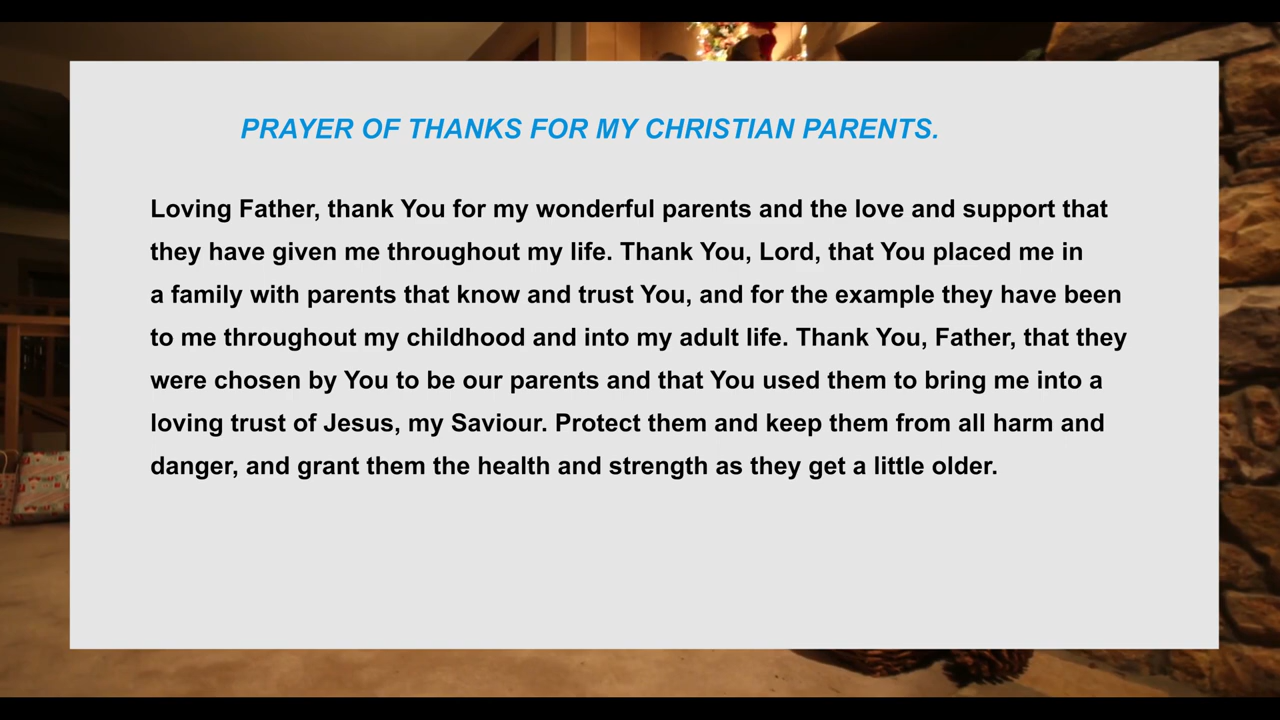 PRAYER OF THANKS FOR MY CHRISTIAN PARENTS.
Loving Father, thank You for my wonderful parents and the love and support that
they have given me throughout my life. Thank You, Lord, that You placed me in
a family with parents that know and trust You, and for the example they have been
to me throughout my childhood and into my adult life. Thank You, Father, that they
were chosen by You to be our parents and that You used them to bring me into a
loving trust of Jesus, my Saviour. Protect them and keep them from all harm and
danger, and grant them the health and strength as they get a little older.